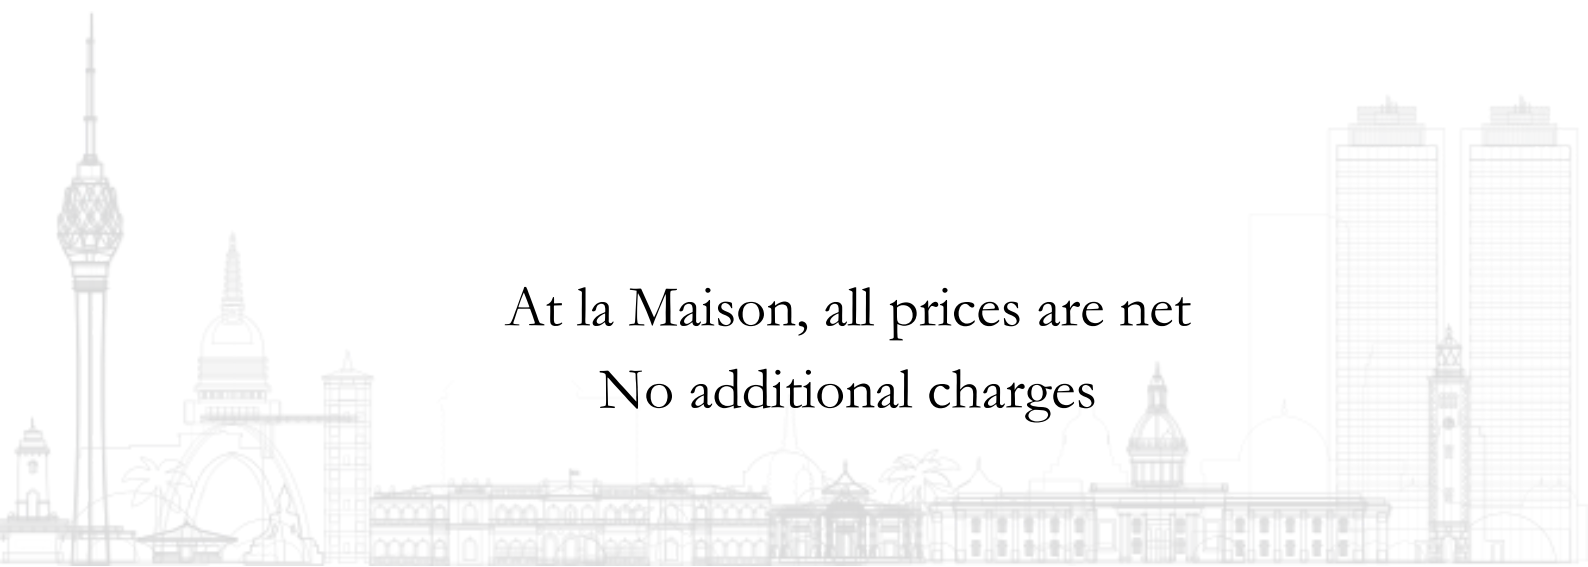 At la Maison, all prices are net
No additional charges